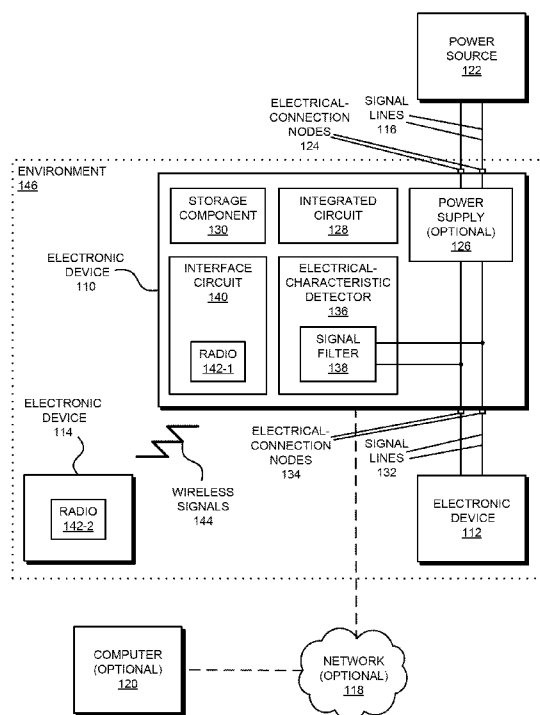 POWER
SOURCE
122
ELECTRICAL-
CONNECTION
NODES
124
SIGNAL
LINES
116
ENVIRONMENT
146
STORAGE
COMPONENT
130
INTEGRATED
CIRCUIT
128
POWER
SUPPLY
(OPTIONAL)
126
ELECTRONIC
DEVICE
110
INTERFACE
CIRCUIT
140
RADIO
142-1
ELECTRICAL-
CHARACTERISTIC
DETECTOR
136
SIGNAL
FILTER
138
ELECTRONIC
DEVICE
114
RADIO
142-2
WIRELESS
SIGNALS
144
ELECTRICAL-
CONNECTION
NODES
134
SIGNAL
LINES
132
ELECTRONIC
DEVICE
112
COMPUTER
(OPTIONAL)
120
NETWORK
(OPTIONAL)
118